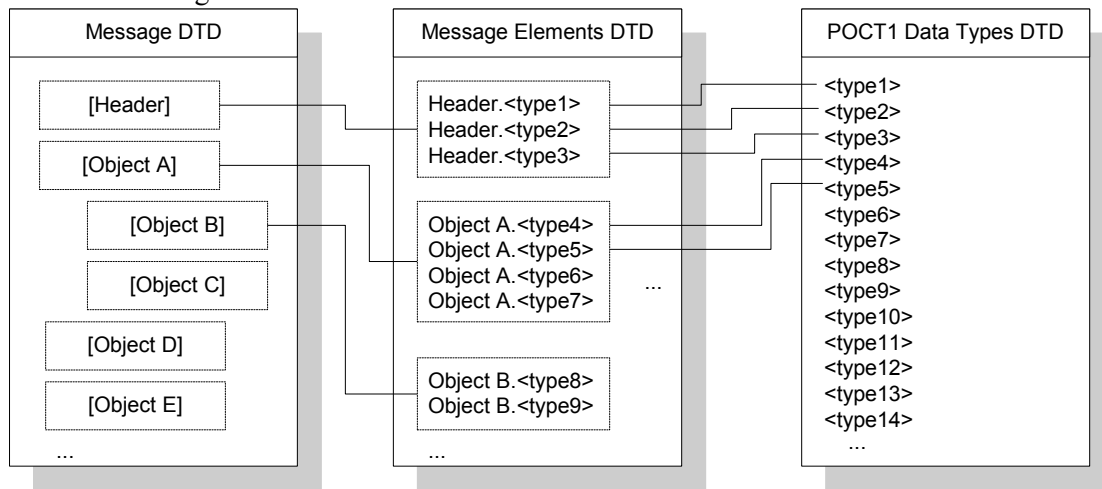 Message DTD
[Header]
[Object A]
[Object B]
[Object C]
[Object D]
[Object E]
...
Message Elements DTD
Header.<type1>
Header.<type2>
Header.<type3>
Object A.<type4>
Object A.<type5>
Object A.<type6>
Object A.<type7>
...
Object B.<type8>
Object B.<type9>
...
POCT1 Data Types DTD
<type1>
<type2>
<type3>
<type4>
<type5>
<type6>
<type7>
<type8>
<type9>
<type10>
<type11>
<type12>
<type13>
<type14>
...